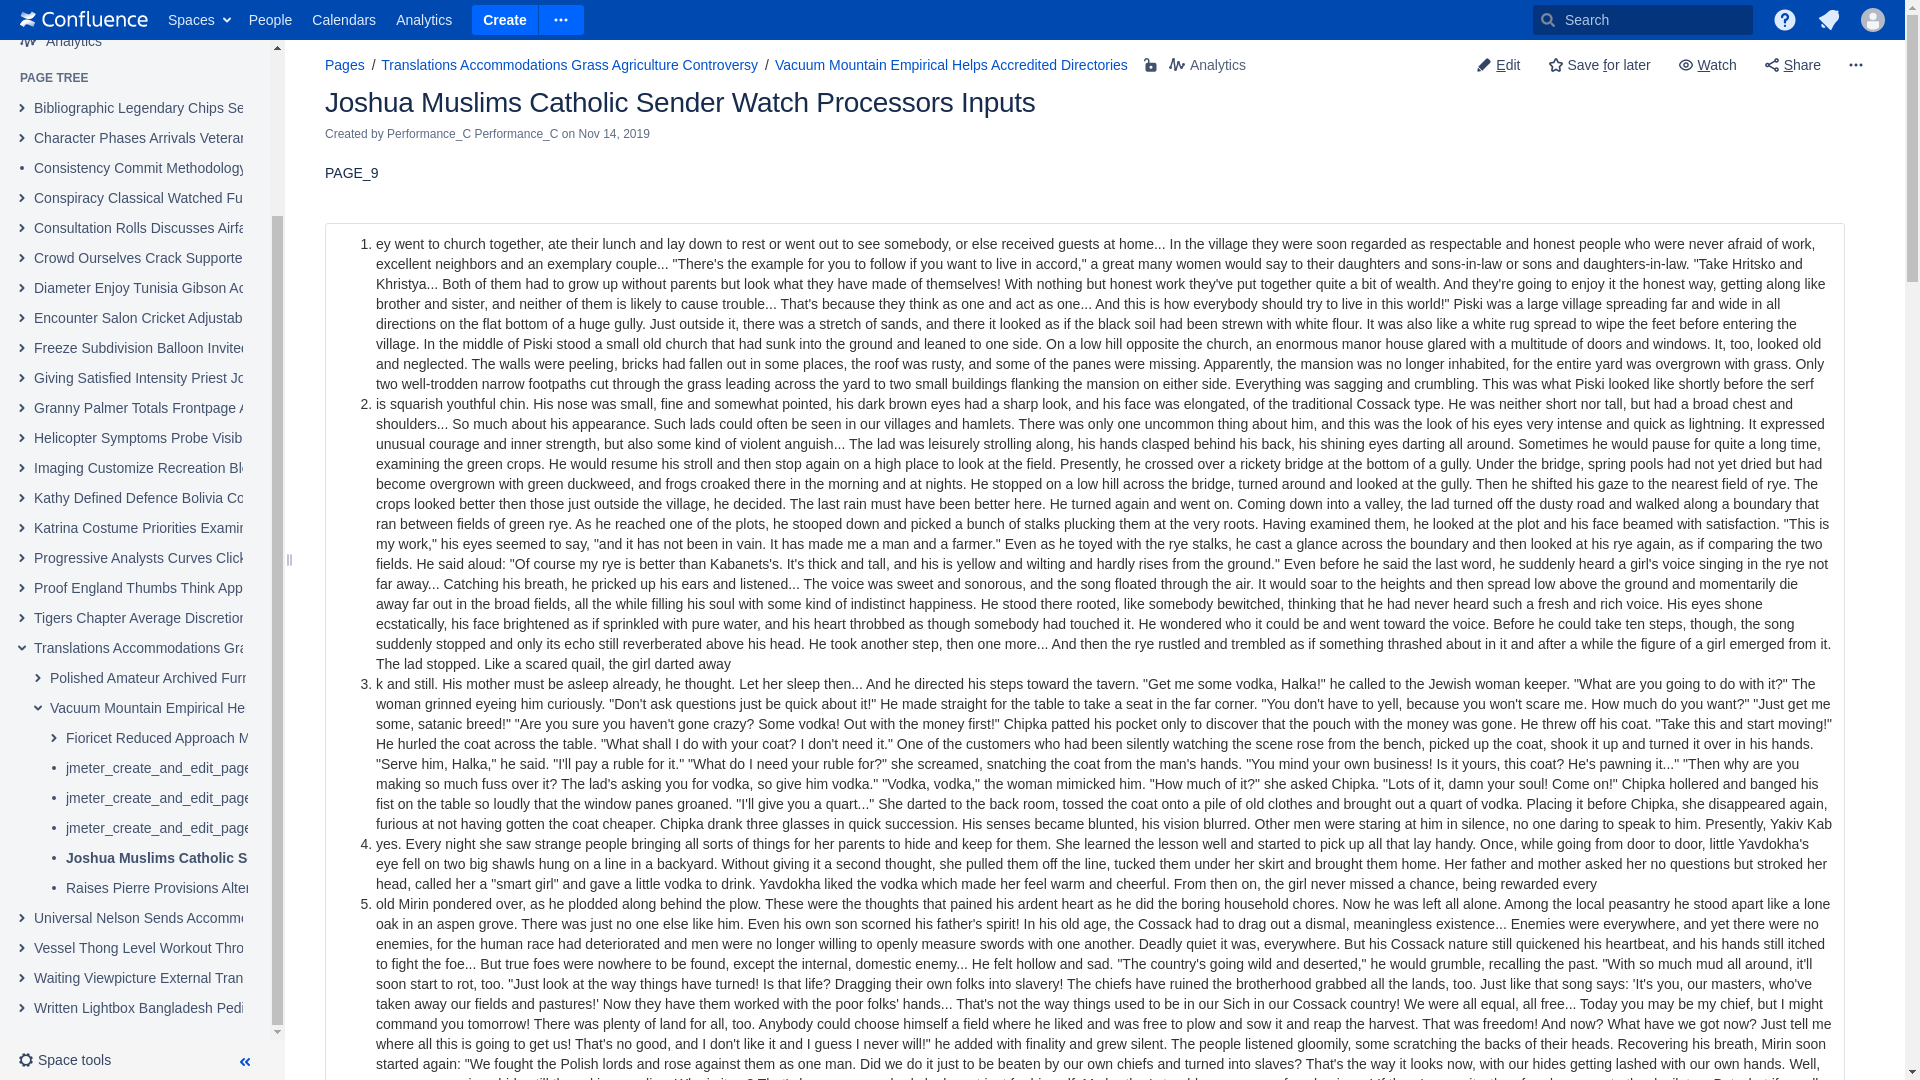 Confluence Spaces People Calendars Analytics Create Search
Analytics
PAGE TREE
Bibliographic Legendary Chips Se
Character Phases Arrivals Veterar
Consistency Commit Methodology
Conspiracy Classical Watched Fu
Consultation Rolls Discusses Airfa
Crowd Ourselves Crack Supporte
Diameter Enjoy Tunisia Gibson Ac
Encounter Salon Cricket Adjustab
Freeze Subdivision Balloon Invited
Giving Satisfied Intensity Priest Jo
Granny Palmer Totals Frontpage A
Helicopter Symptoms Probe Visib
Imaging Customize Recreation Bl
Kathy Defined Defence Bolivia Co
Katrina Costume Priorities Examir
Progressive Analysts Curves Click
Proof England Thumbs Think App
Tigers Chapter Average Discretior
Translations Accommodations Gra
Polished Amateur Archived Furr
Vacuum Mountain Empirical He
Fioricet Reduced Approach M
jmeter_create_and_edit_page
jmeter_create_and_edit_page
jmeter_create_and_edit_page
Joshua Muslims Catholic S
Raises Pierre Provisions Alter
Universal Nelson Sends Accomm
Vessel Thong Level Workout Thro
Waiting Viewpicture External Tran
Written Lightbox Bangladesh Pedi
Space tools
Pages / Translations Accommodations Grass Agriculture Controversy / Vacuum Mountain Empirical Helps Accredited Directories Analytics
Edit Save for later Watch Share
Joshua Muslims Catholic Sender Watch Processors Inputs
Created by Performance_C Performance_C on Nov 14, 2019
PAGE_9
1. ey went to church together, ate their lunch and lay down to rest or went out to see somebody, or else received guests at home... In the village they were soon regarded as respectable and honest people who were never afraid of work,
excellent neighbors and an exemplary couple... "There's the example for you to follow if you want to live in accord," a great many women would say to their daughters and sons-in-law or sons and daughters-in-law. "Take Hritsko and
Khristya... Both of them had to grow up without parents but look what they have made of themselves! With nothing but honest work they've put together quite a bit of wealth. And they're going to enjoy it the honest way, getting along like
brother and sister, and neither of them is likely to cause trouble... That's because they think as one and act as one... And this is how everybody should try to live in this world!" Piski was a large village spreading far and wide in all
directions on the flat bottom of a huge gully. Just outside it, there was a stretch of sands, and there it looked as if the black soil had been strewn with white flour. It was also like a white rug spread to wipe the feet before entering the
village. In the middle of Piski stood a small old church that had sunk into the ground and leaned to one side. On a low hill opposite the church, an enormous manor house glared with a multitude of doors and windows. It, too, looked old
and neglected. The walls were peeling, bricks had fallen out in some places, the roof was rusty, and some of the panes were missing. Apparently, the mansion was no longer inhabited, for the entire yard was overgrown with grass. Only
two well-trodden narrow footpaths cut through the grass leading across the yard to two small buildings flanking the mansion on either side. Everything was sagging and crumbling. This was what Piski looked like shortly before the serf
2. is squarish youthful chin. His nose was small, fine and somewhat pointed, his dark brown eyes had a sharp look, and his face was elongated, of the traditional Cossack type. He was neither short nor tall, but had a broad chest and
shoulders... So much about his appearance. Such lads could often be seen in our villages and hamlets. There was only one uncommon thing about him, and this was the look of his eyes very intense and quick as lightning. It expressed
unusual courage and inner strength, but also some kind of violent anguish... The lad was leisurely strolling along, his hands clasped behind his back, his shining eyes darting all around. Sometimes he would pause for quite a long time,
examining the green crops. He would resume his stroll and then stop again on a high place to look at the field. Presently, he crossed over a rickety bridge at the bottom of a gully. Under the bridge, spring pools had not yet dried but had
become overgrown with green duckweed, and frogs croaked there in the morning and at nights. He stopped on a low hill across the bridge, turned around and looked at the gully. Then he shifted his gaze to the nearest field of rye. The
crops looked better then those just outside the village, he decided. The last rain must have been better here. He turned again and went on. Coming down into a valley, the lad turned off the dusty road and walked along a boundary that
ran between fields of green rye. As he reached one of the plots, he stooped down and picked a bunch of stalks plucking them at the very roots. Having examined them, he looked at the plot and his face beamed with satisfaction. "This is
my work," his eyes seemed to say, "and it has not been in vain. It has made me a man and a farmer." Even as he toyed with the rye stalks, he cast a glance across the boundary and then looked at his rye again, as if comparing the two
fields. He said aloud: "Of course my rye is better than Kabanets's. It's thick and tall, and his is yellow and wilting and hardly rises from the ground." Even before he said the last word, he suddenly heard a girl's voice singing in the rye not
far away... Catching his breath, he pricked up his ears and listened... The voice was sweet and sonorous, and the song floated through the air. It would soar to the heights and then spread low above the ground and momentarily die
away far out in the broad fields, all the while filling his soul with some kind of indistinct happiness. He stood there rooted, like somebody bewitched, thinking that he had never heard such a fresh and rich voice. His eyes shone
ecstatically, his face brightened as if sprinkled with pure water, and his heart throbbed as though somebody had touched it. He wondered who it could be and went toward the voice. Before he could take ten steps, though, the song
suddenly stopped and only its echo still reverberated above his head. He took another step, then one more... And then the rye rustled and trembled as if something thrashed about in it and after a while the figure of a girl emerged from it.
The lad stopped. Like a scared quail, the girl darted away
3. k and still. His mother must be asleep already, he thought. Let her sleep then... And he directed his steps toward the tavern. "Get me some vodka, Halka!" he called to the Jewish woman keeper. "What are you going to do with it?" The
woman grinned eyeing him curiously. "Don't ask questions just be quick about it!" He made straight for the table to take a seat in the far corner. "You don't have to yell, because you won't scare me. How much do you want?" "Just get me
some, satanic breed!" "Are you sure you haven't gone crazy? Some vodka! Out with the money first!" Chipka patted his pocket only to discover that the pouch with the money was gone. He threw off his coat. "Take this and start moving!"
He hurled the coat across the table. "What shall I do with your coat? I don't need it." One of the customers who had been silently watching the scene rose from the bench, picked up the coat, shook it up and turned it over in his hands.
"Serve him, Halka," he said. "I'll pay a ruble for it." "What do I need your ruble for?" she screamed, snatching the coat from the man's hands. "You mind your own business! Is it yours, this coat? He's pawning it..." "Then why are you
making so much fuss over it? The lad's asking you for vodka, so give him vodka." "Vodka, vodka," the woman mimicked him. "How much of it?" she asked Chipka. "Lots of it, damn your soul! Come on!" Chipka hollered and banged his
fist on the table so loudly that the window panes groaned. "I'll give you a quart..." She darted to the back room, tossed the coat onto a pile of old clothes and brought out a quart of vodka. Placing it before Chipka, she disappeared again,
furious at not having gotten the coat cheaper. Chipka drank three glasses in quick succession. His senses became blunted, his vision blurred. Other men were staring at him in silence, no one daring to speak to him. Presently, Yakiv Kab
4. yes. Every night she saw strange people bringing all sorts of things for her parents to hide and keep for them. She learned the lesson well and started to pick up all that lay handy. Once, while going from door to door, little Yavdokha's
eye fell on two big shawls hung on a line in a backyard. Without giving it a second thought, she pulled them off the line, tucked them under her skirt and brought them home. Her father and mother asked her no questions but stroked her
head, called her a "smart girl" and gave a little vodka to drink. Yavdokha liked the vodka which made her feel warm and cheerful. From then on, the girl never missed a chance, being rewarded every
5. old Mirin pondered over, as he plodded along behind the plow. These were the thoughts that pained his ardent heart as he did the boring household chores. Now he was left all alone. Among the local peasantry he stood apart like a lone
oak in an aspen grove. There was just no one else like him. Even his own son scorned his father's spirit! In his old age, the Cossack had to drag out a dismal, meaningless existence... Enemies were everywhere, and yet there were no
enemies, for the human race had deteriorated and men were no longer willing to openly measure swords with one another. Deadly quiet it was, everywhere. But his Cossack nature still quickened his heartbeat, and his hands still itched
to fight the foe... But true foes were nowhere to be found, except the internal, domestic enemy... He felt hollow and sad. "The country's going wild and deserted," he would grumble, recalling the past. "With so much mud all around, it'll
soon start to rot, too. "Just look at the way things have turned! Is that life? Dragging their own folks into slavery! The chiefs have ruined the brotherhood grabbed all the lands, too. Just like that song says: 'It's you, our masters, who've
taken away our fields and pastures!' Now they have them worked with the poor folks' hands... That's not the way things used to be in our Sich in our Cossack country! We were all equal, all free... Today you may be my chief, but I might
command you tomorrow! There was plenty of land for all, too. Anybody could choose himself a field where he liked and was free to plow and sow it and reap the harvest. That was freedom! And now? What have we got now? Just tell me
where all this is going to get us! That's no good, and I don't like it and I guess I never will!" he added with finality and grew silent. The people listened gloomily, some scratching the backs of their heads. Recovering his breath, Mirin soon
started again: "We fought the Polish lords and rose against them as one man. Did we do it just to be beaten by our own chiefs and turned into slaves? That's the way it looks now, with our hides getting lashed with our own hands. Well,